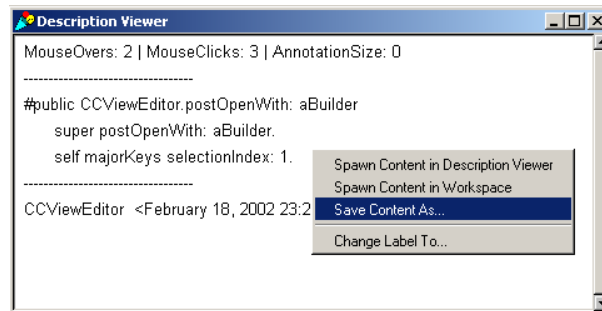 Description Viewer
MouseOvers: 2 | MouseClicks: 3 | AnnotationSize: 0
---------------------------------
#public CCViewEditor.postOpenWith: aBuilder
super postOpenWith: aBuilder.
self majorKeys selectionIndex: 1.
---------------------------------
CCViewEditor <February 18, 2002 23:2
Spawn Content in Description Viewer
Spawn Content in Workspace
Save Content As...
Change Label To...